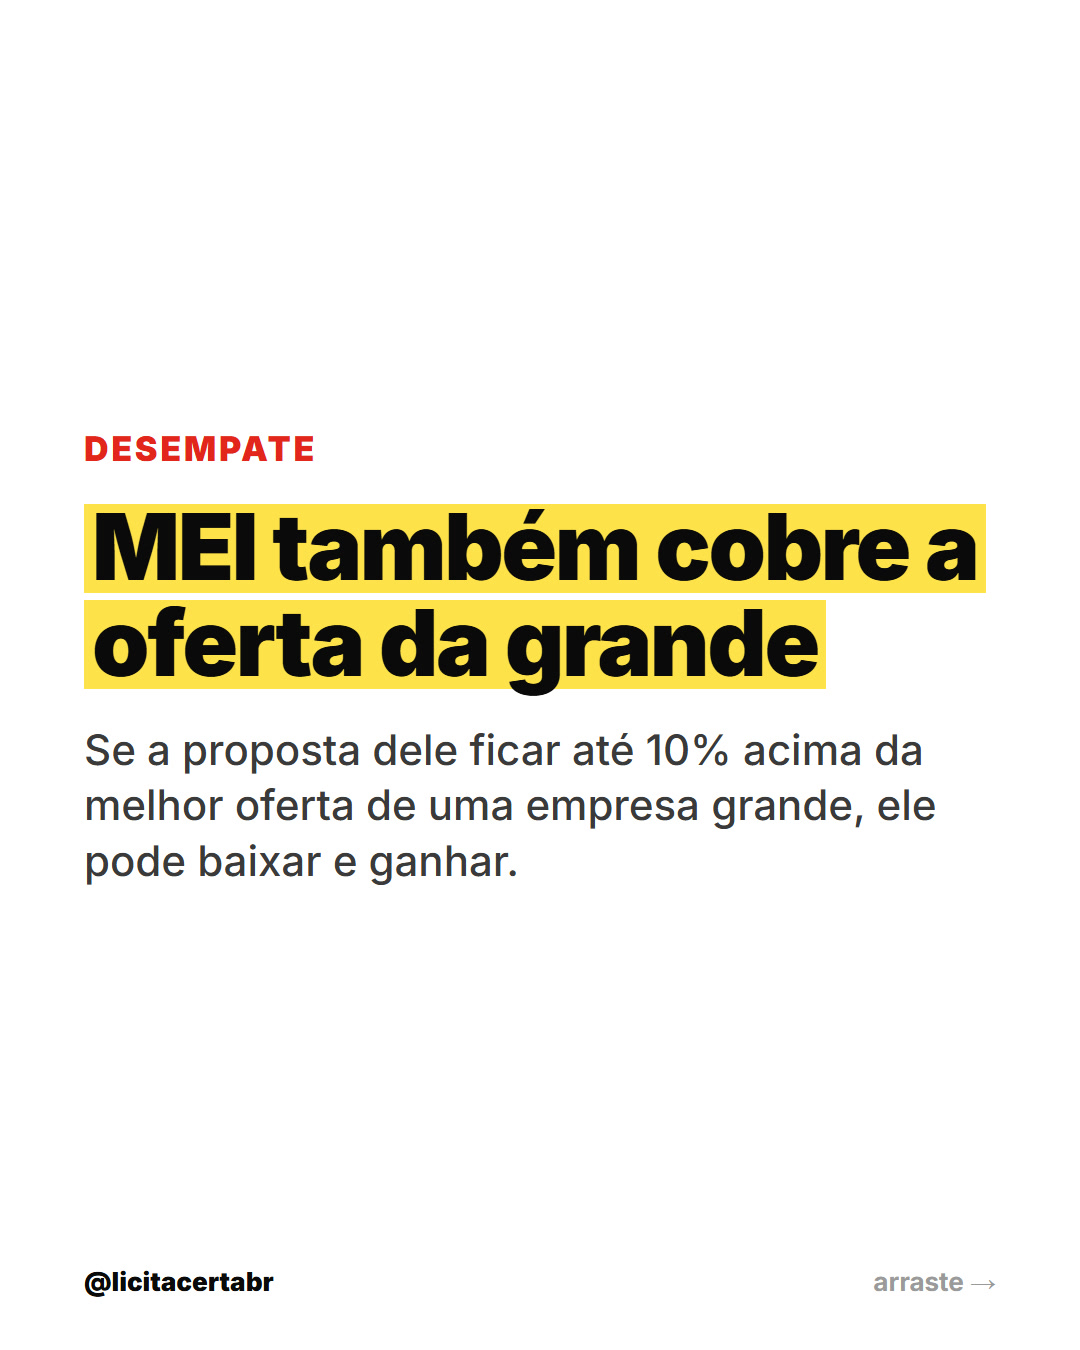 DESEMPATE
MEI também cobre a
oferta da grande
Se a proposta dele ficar até 10% acima da
melhor oferta de uma empresa grande, ele
pode baixar e ganhar.
@licitacertabr
arraste →